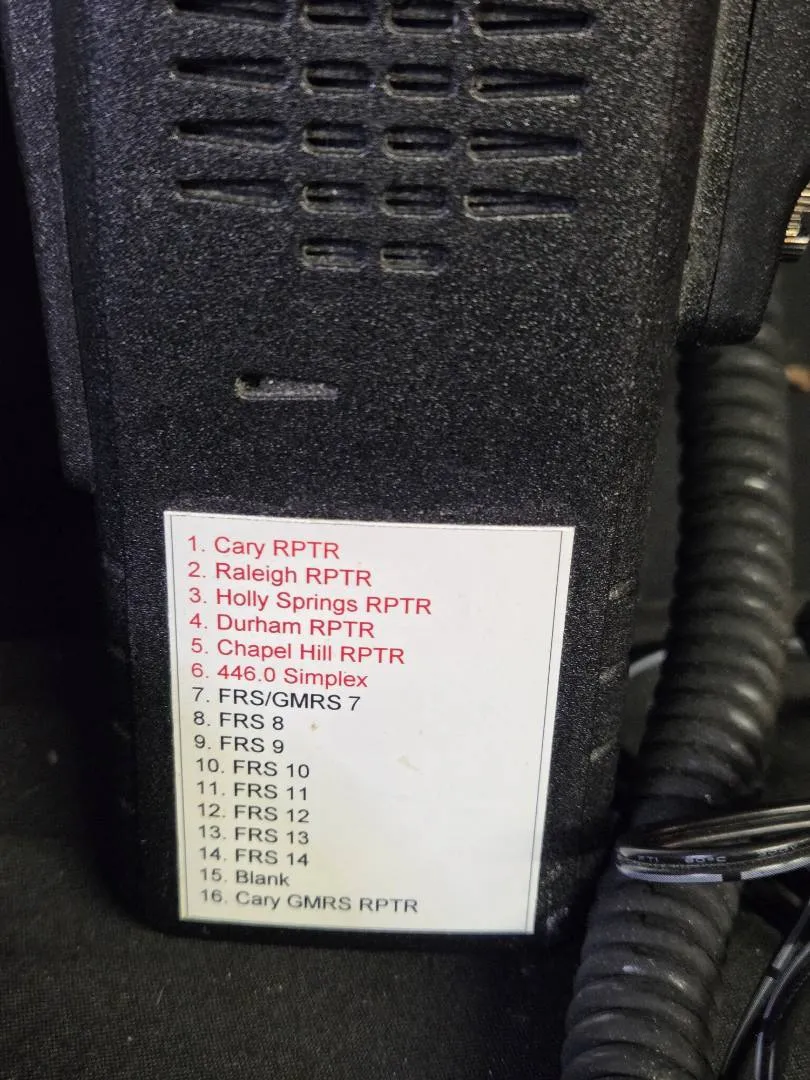 1. Cary RPTR
2. Raleigh RPTR
3. Holly Springs RPTR
4. Durham RPTR
5. Chapel Hill RPTR
6. 446.0 Simplex
7. FRS/GMRS 7
8. FRS 8
9. FRS 9
10. FRS 10
11. FRS 11
12. FRS 12
13. FRS 13
14. FRS 14
15. Blank
16. Cary GMRS RPTR